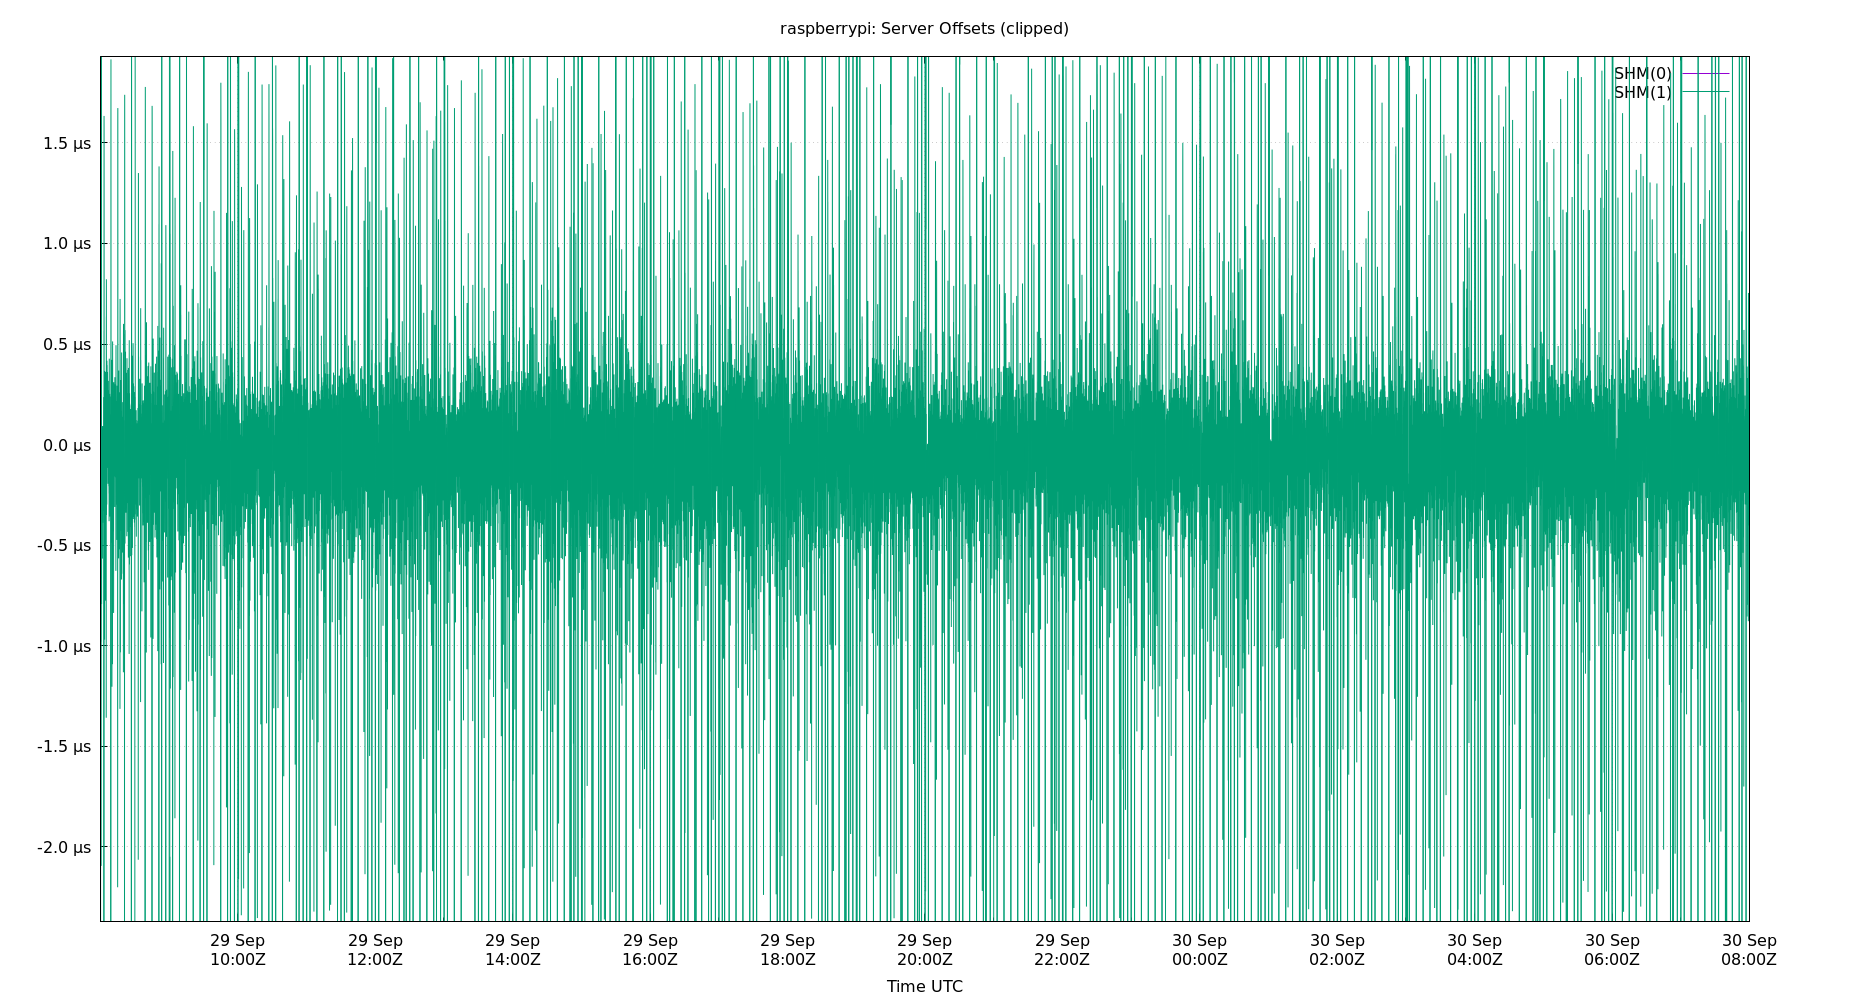 raspberrypi: Server Offsets (clipped)
SHM(0)
SHM(1)
1.5 µs
1.0 µs
0.5 µs
0.0 µs
-0.5 µs
-1.0 µs
-1.5 µs
-2.0 µs
29 Sep 29 Sep 29 Sep 29 Sep 29 Sep 29 Sep 29 Sep 30 Sep 30 Sep 30 Sep 30 Sep 30 Sep
10:00Z 12:00Z 14:00Z 16:00Z 18:00Z 20:00Z 22:00Z 00:00Z 02:00Z 04:00Z 06:00Z 08:00Z
Time UTC